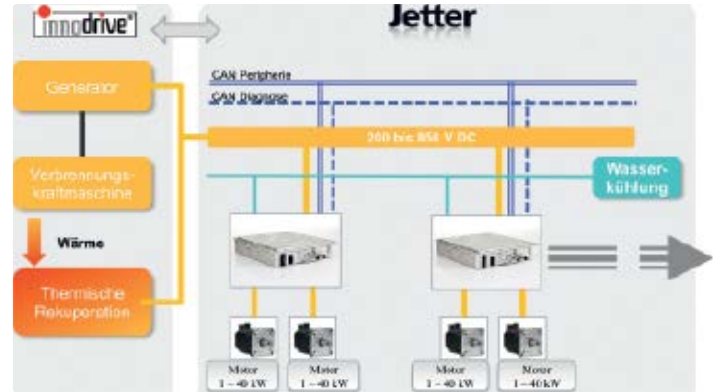 innodrive®
Jetter
CAN Peripherie
CAN Diagnose
Generator
200 bis 850 V DC
Verbrennungs-
kraftmaschine
Wasser-
kühlung
Wärme
Thermische
Rekuperation
Motor
1 – 40 kW
Motor
1 – 40 kW
Motor
1 – 40 kW
Motor
1 – 40 kW